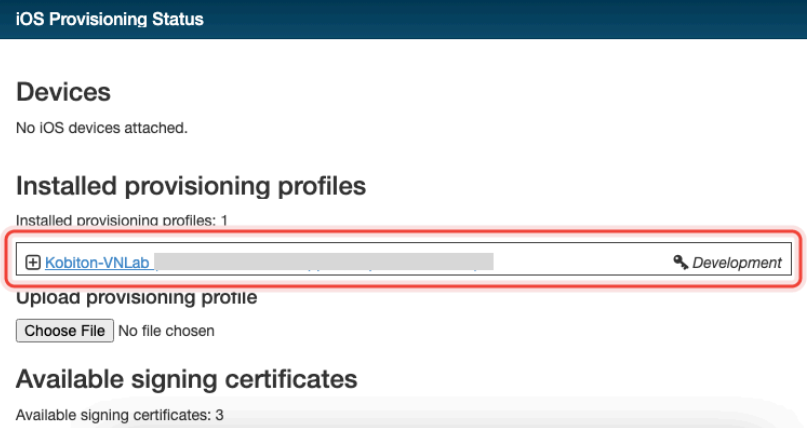 iOS Provisioning Status
Devices
No iOS devices attached.
Installed provisioning profiles
Installed provisioning profiles: 1
Kobiton-VNLab
Development
Upload provisioning profile
Choose File No file chosen
Available signing certificates
Available signing certificates: 3